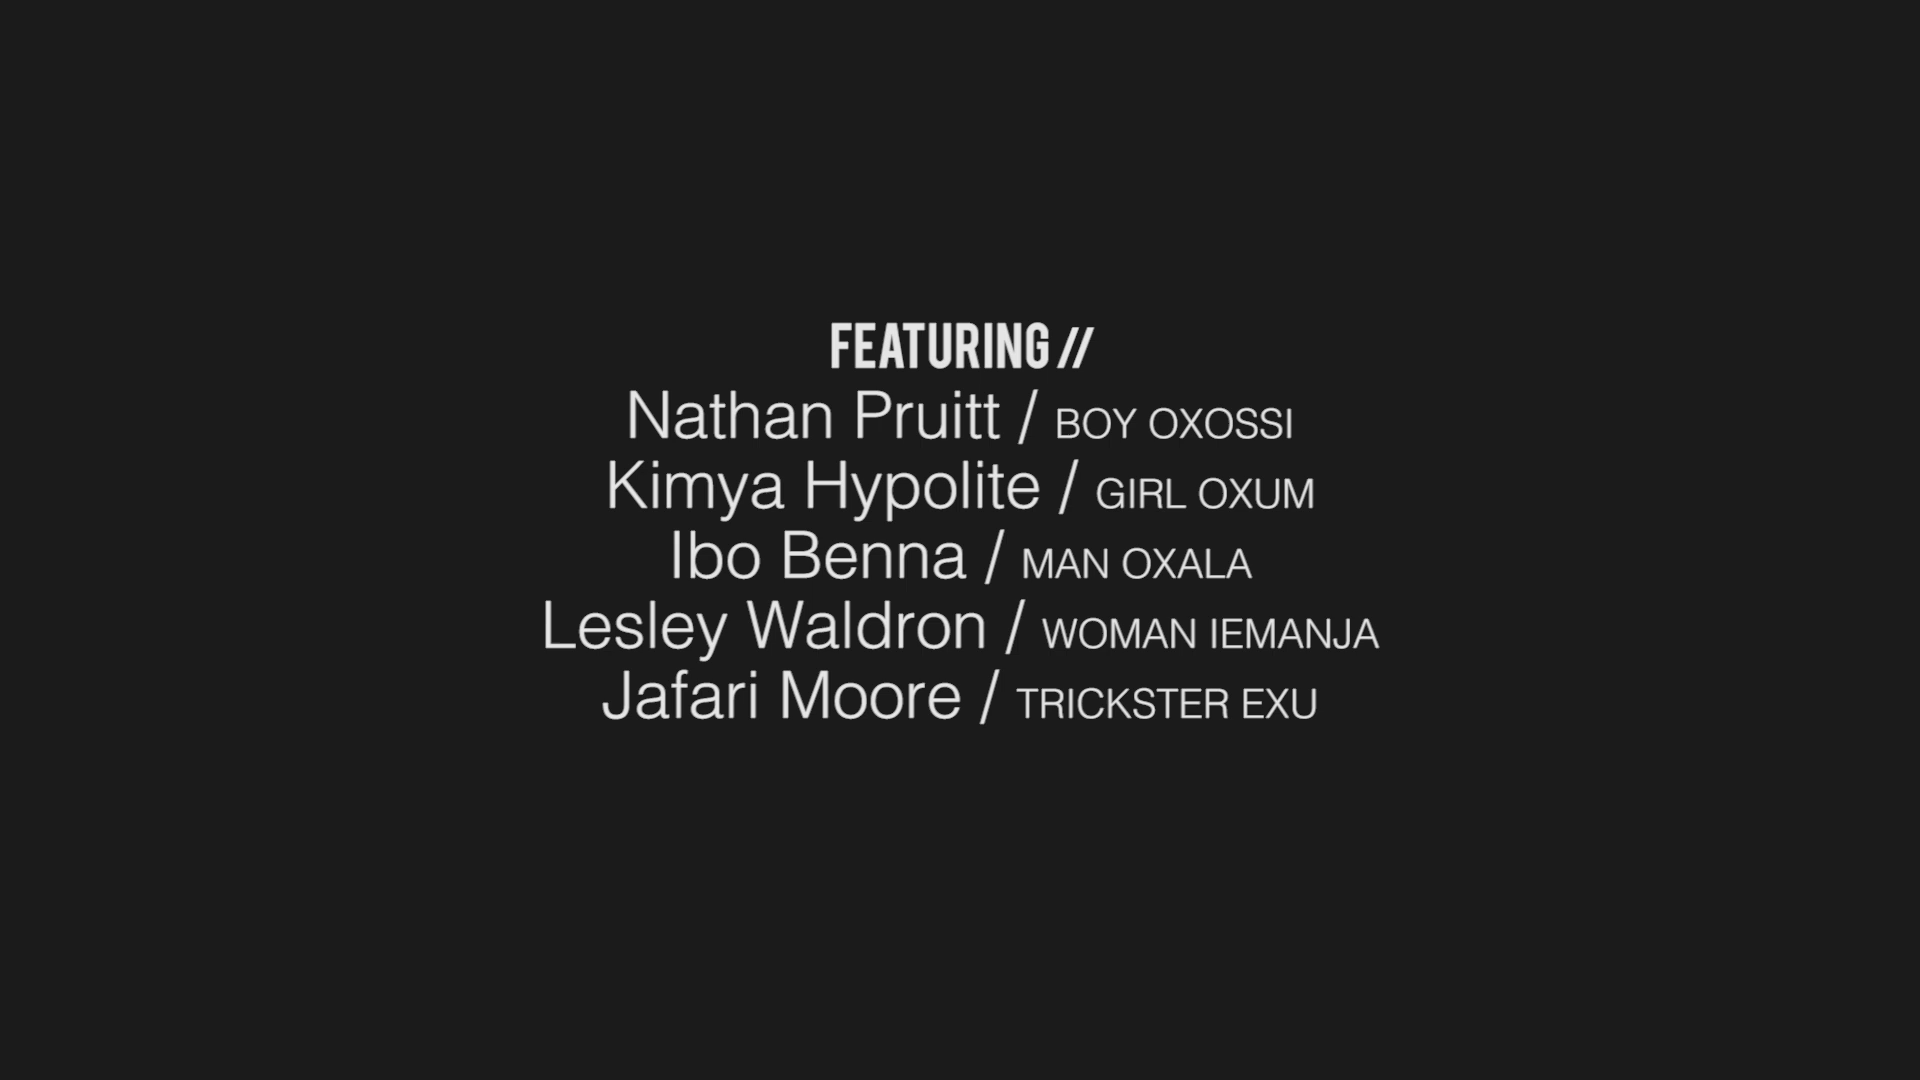 FEATURING //
Nathan Pruitt / BOY OXOSSI
Kimya Hypolite / GIRL OXUM
Ibo Benna / MAN OXALA
Lesley Waldron / WOMAN IEMANJA
Jafari Moore / TRICKSTER EXU